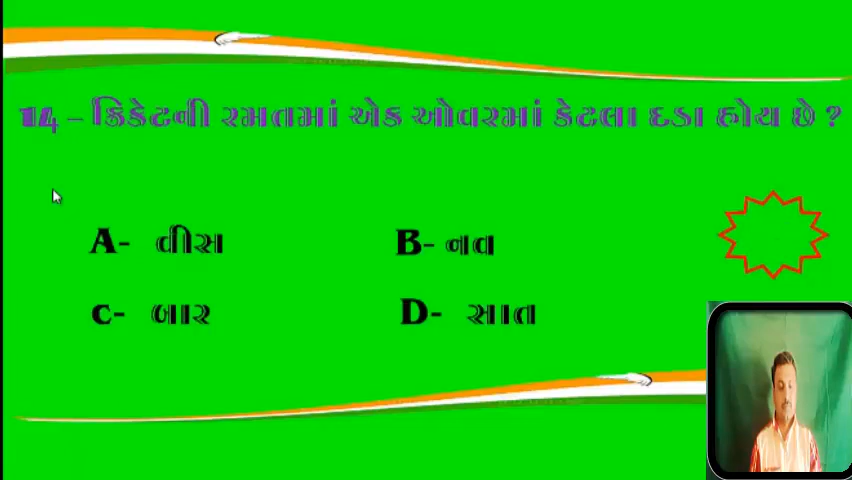 14 – ક્રિકેટની રમતમાં એક ઓવરમાં કેટલા દડા હોય છે ?
A- વીસ B- નવ
C- બાર D- સાત